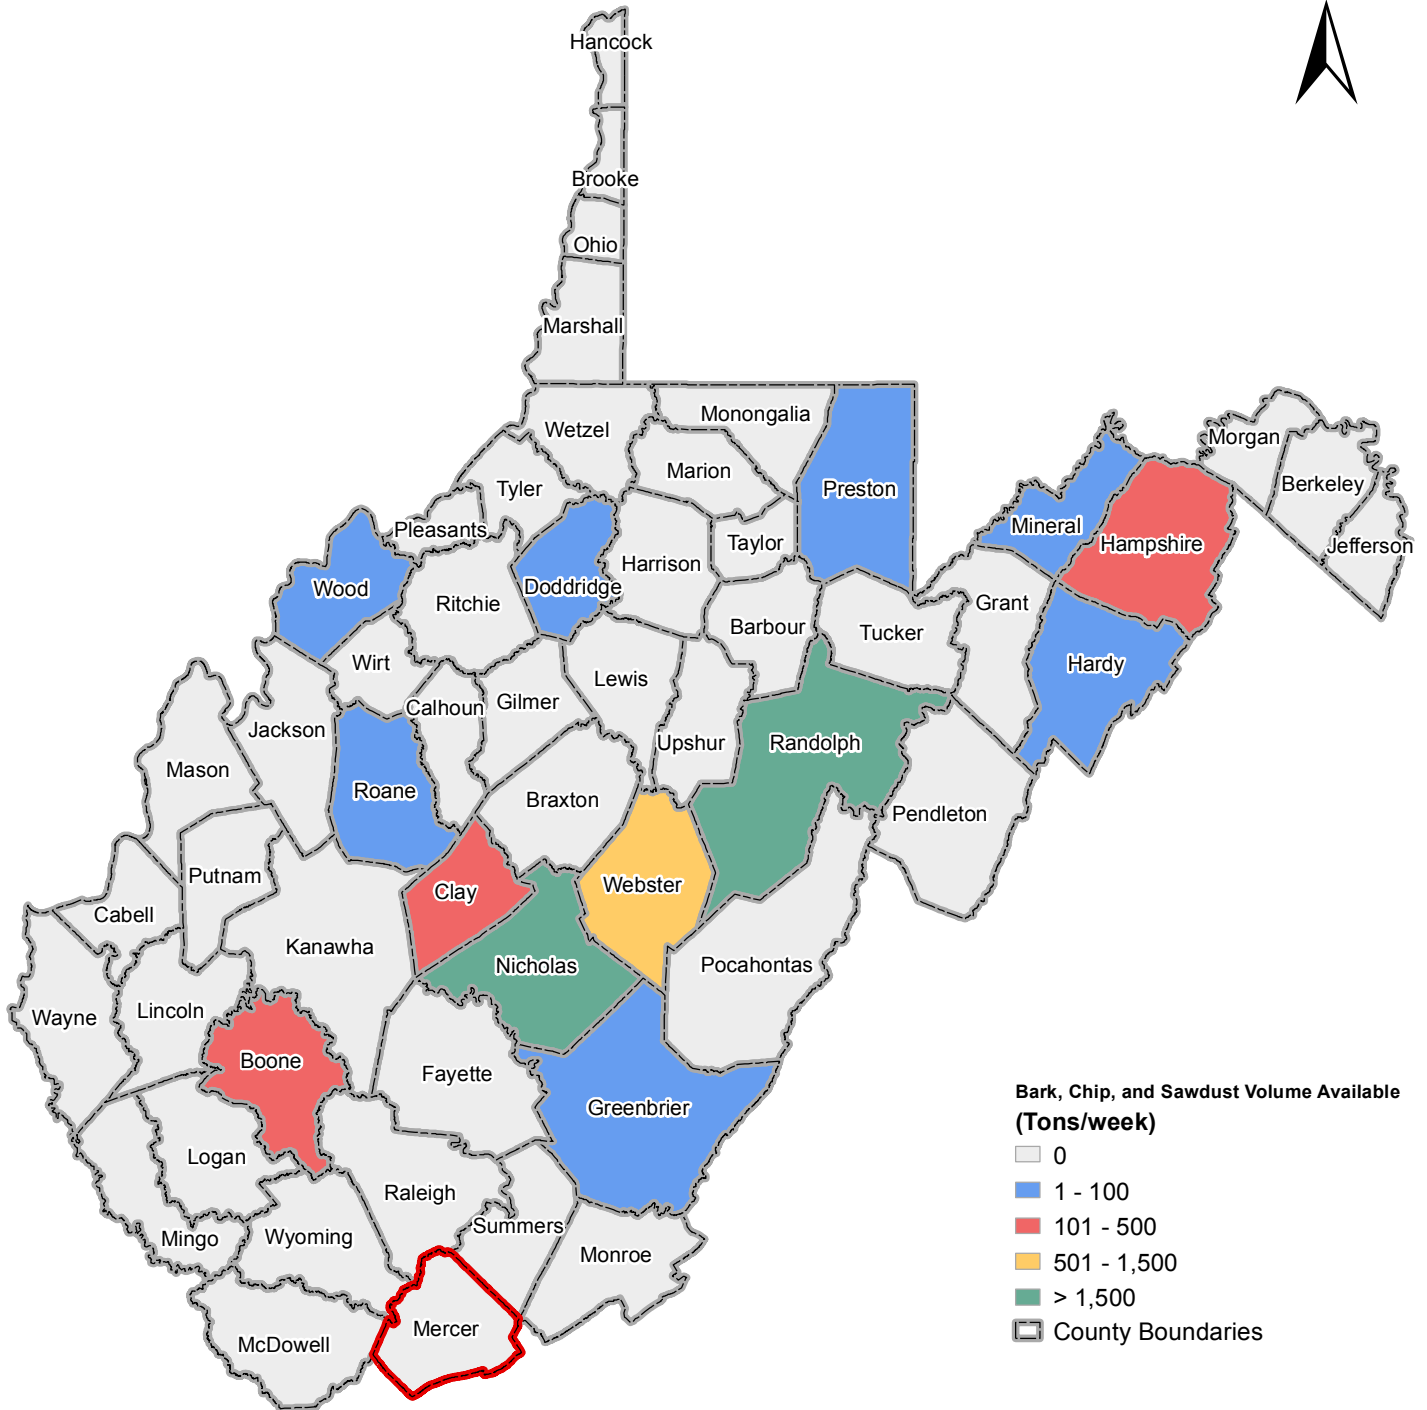 Hancock
Brooke
Ohio
Marshall
Wetzel
Monongalia
Marion
Preston
Tyler
Pleasants
Taylor
Harrison
Doddridge
Wood
Ritchie
Barbour
Tucker
Grant
Mineral
Hampshire
Morgan
Berkeley
Jefferson
Hardy
Wirt
Lewis
Gilmer
Calhoun
Jackson
Upshur
Randolph
Mason
Roane
Braxton
Pendleton
Putnam
Clay
Webster
Cabell
Kanawha
Nicholas
Pocahontas
Wayne
Lincoln
Boone
Fayette
Greenbrier
Logan
Raleigh
Summers
Mingo
Wyoming
Monroe
Mercer
McDowell
Bark, Chip, and Sawdust Volume Available
(Tons/week)
0
1 - 100
101 - 500
501 - 1,500
> 1,500
County Boundaries